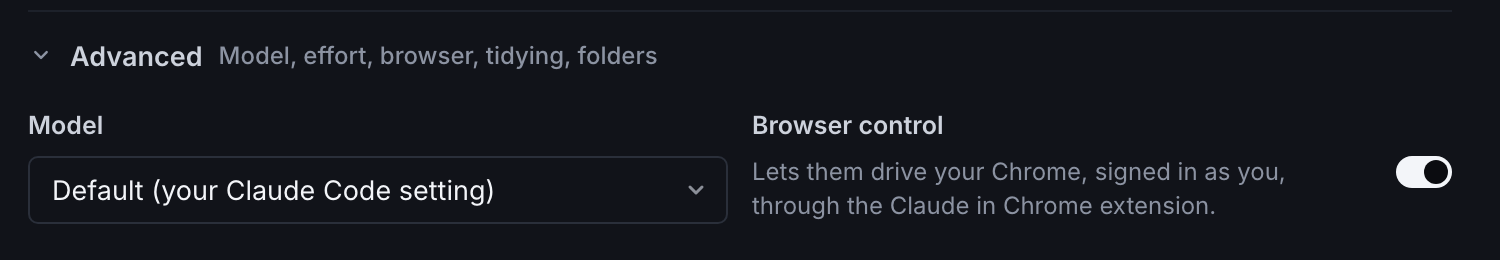 Advanced Model, effort, browser, tidying, folders
Model
Default (your Claude Code setting)
Browser control
Lets them drive your Chrome, signed in as you,
through the Claude in Chrome extension.